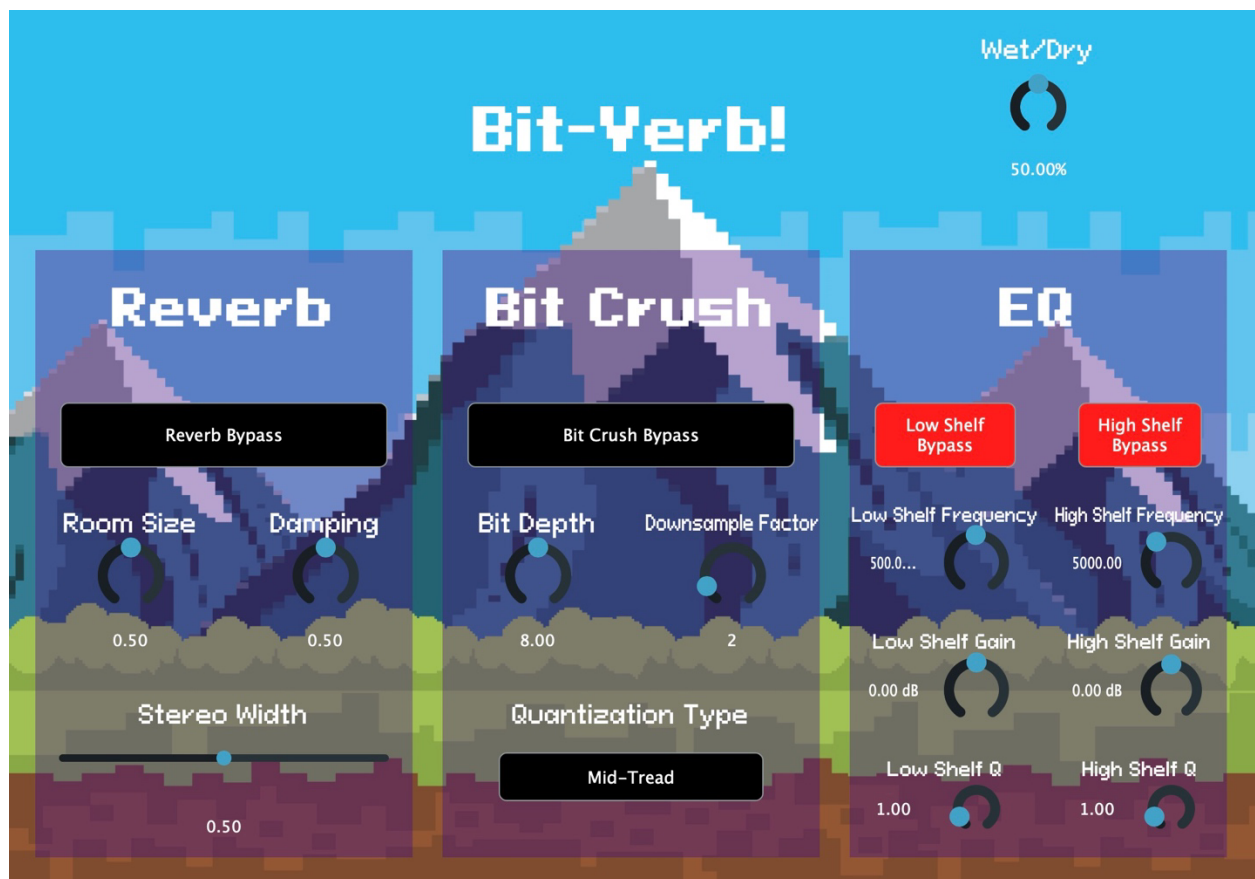 Wet/Dry
Bit-Verb!
50.00%
Reverb
Reverb Bypass
Room Size
Damping
0.50
0.50
Stereo Width
0.50
Bit Crush
Bit Crush Bypass
Bit Depth
Downsample Factor
8.00
2
Quantization Type
Mid-Tread
EQ
Low Shelf
Bypass
High Shelf
Bypass
Low Shelf Frequency
High Shelf Frequency
500.0...
5000.00
Low Shelf Gain
High Shelf Gain
0.00 dB
0.00 dB
Low Shelf Q
High Shelf Q
1.00
1.00